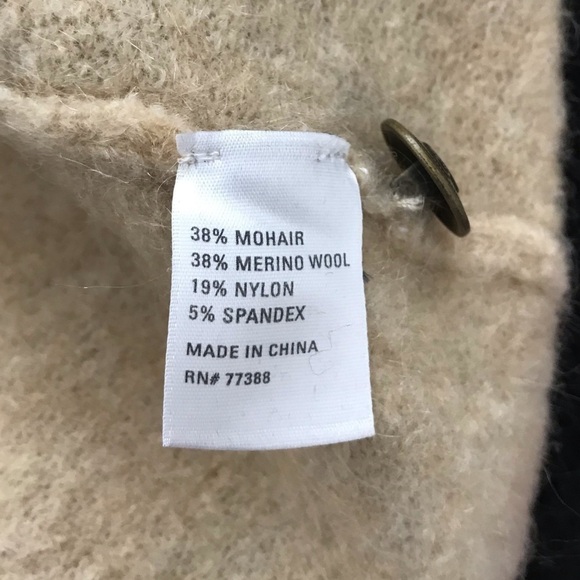 38% MOHAIR
38% MERINO WOOL
19% NYLON
5% SPANDEX
MADE IN CHINA
RN# 77388